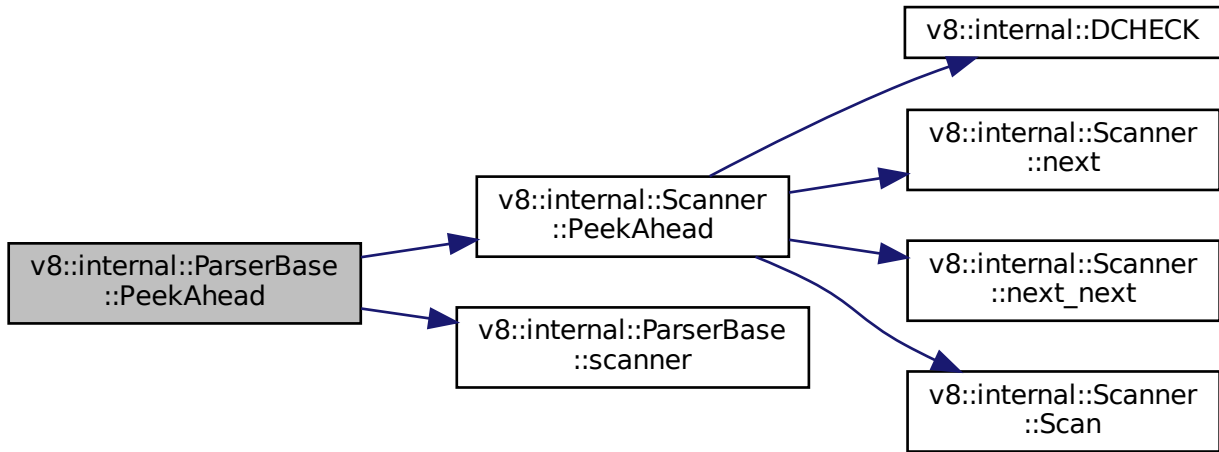 v8::internal::ParserBase
::PeekAhead
v8::internal::Scanner
::PeekAhead
v8::internal::ParserBase
::scanner
v8::internal::DCHECK
v8::internal::Scanner
::next
v8::internal::Scanner
::next_next
v8::internal::Scanner
::Scan